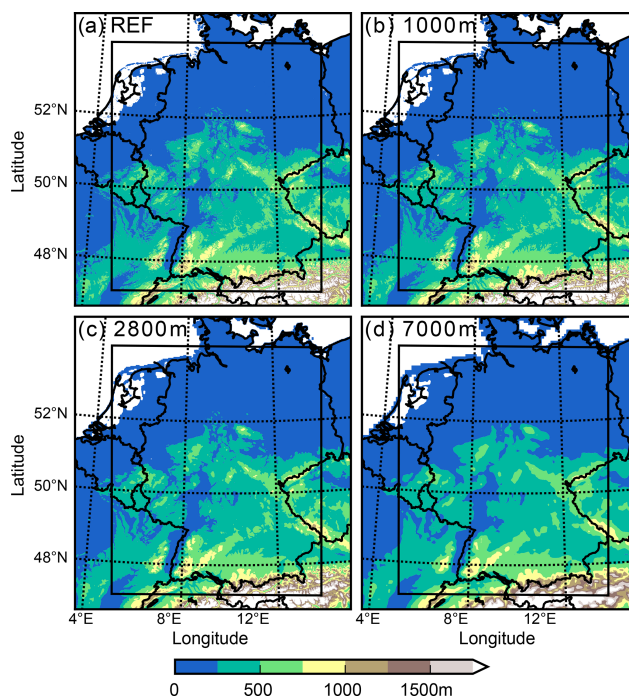 (a) REF
(b) 1000m
52°N
50°N
48°N
Latitude
(c) 2800m
(d) 7000m
52°N
50°N
48°N
Latitude
4°E 8°E 12°E
4°E 8°E 12°E
Longitude
Longitude
0 500 1000 1500m